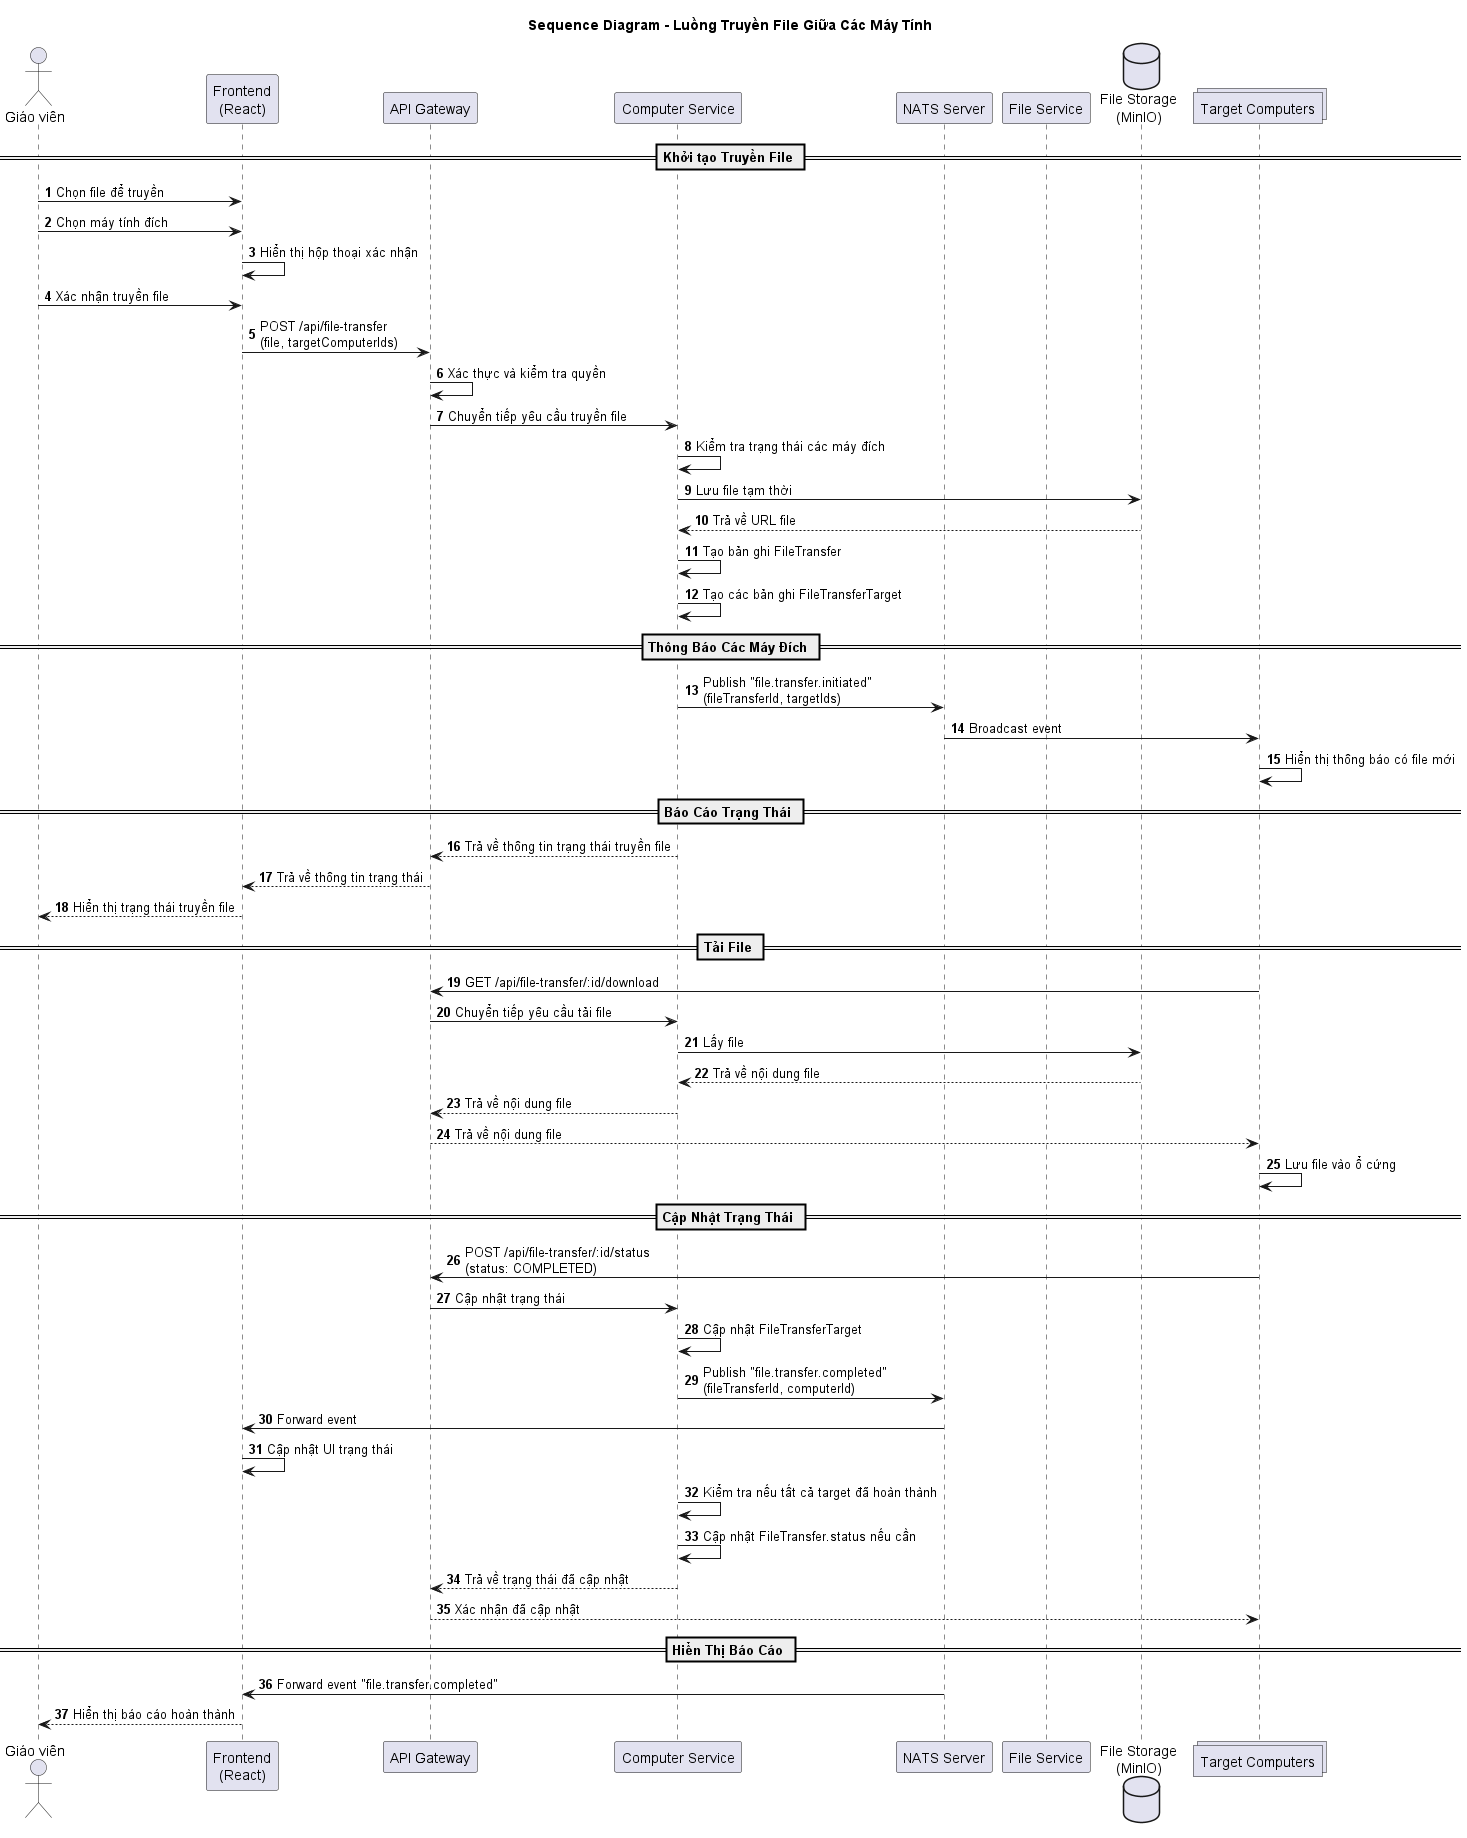 Sequence Diagram - Luồng Truyền File Giữa Các Máy Tính
Giáo viên
Frontend
(React)
API Gateway
Computer Service
NATS Server
File Service
File Storage
(MinIO)
Target Computers
Khởi tạo Truyền File
1 Chọn file để truyền
2 Chọn máy tính đích
3 Hiển thị hộp thoại xác nhận
4 Xác nhận truyền file
5 POST /api/file-transfer
(file, targetComputerIds)
6 Xác thực và kiểm tra quyền
7 Chuyển tiếp yêu cầu truyền file
8 Kiểm tra trạng thái các máy đích
9 Lưu file tạm thời
10 Trả về URL file
11 Tạo bản ghi FileTransfer
12 Tạo các bản ghi FileTransferTarget
Thông Báo Các Máy Đích
13 Publish "file.transfer.initiated"
(fileTransferId, targetIds)
14 Broadcast event
15 Hiển thị thông báo có file mới
Báo Cáo Trạng Thái
16 Trả về thông tin trạng thái truyền file
17 Trả về thông tin trạng thái
18 Hiển thị trạng thái truyền file
Tải File
19 GET /api/file-transfer/:id/download
20 Chuyển tiếp yêu cầu tải file
21 Lấy file
22 Trả về nội dung file
23 Trả về nội dung file
24 Trả về nội dung file
25 Lưu file vào ổ cứng
Cập Nhật Trạng Thái
26 POST /api/file-transfer/:id/status
(status: COMPLETED)
27 Cập nhật trạng thái
28 Cập nhật FileTransferTarget
29 Publish "file.transfer.completed"
(fileTransferId, computerId)
30 Forward event
31 Cập nhật UI trạng thái
32 Kiểm tra nếu tất cả target đã hoàn thành
33 Cập nhật FileTransfer.status nếu cần
34 Trả về trạng thái đã cập nhật
35 Xác nhận đã cập nhật
Hiển Thị Báo Cáo
36 Forward event "file.transfer.completed"
37 Hiển thị báo cáo hoàn thành
Giáo viên
Frontend
(React)
API Gateway
Computer Service
NATS Server
File Service
File Storage
(MinIO)
Target Computers